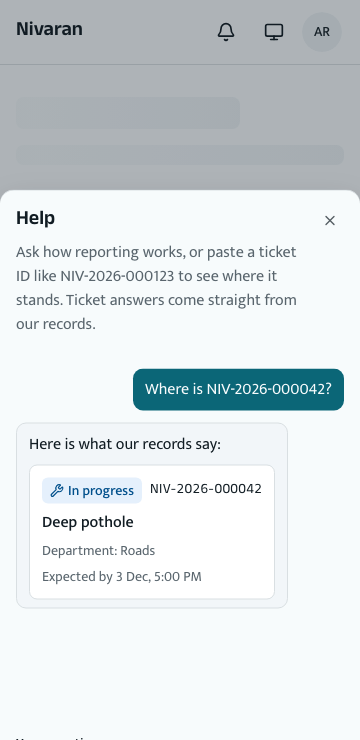 Nivaran
AR
Help
Ask how reporting works, or paste a ticket
ID like NIV-2026-000123 to see where it
stands. Ticket answers come straight from
our records.
Where is NIV-2026-000042?
Here is what our records say:
In progress NIV-2026-000042
Deep pothole
Department: Roads
Expected by 3 Dec, 5:00 PM